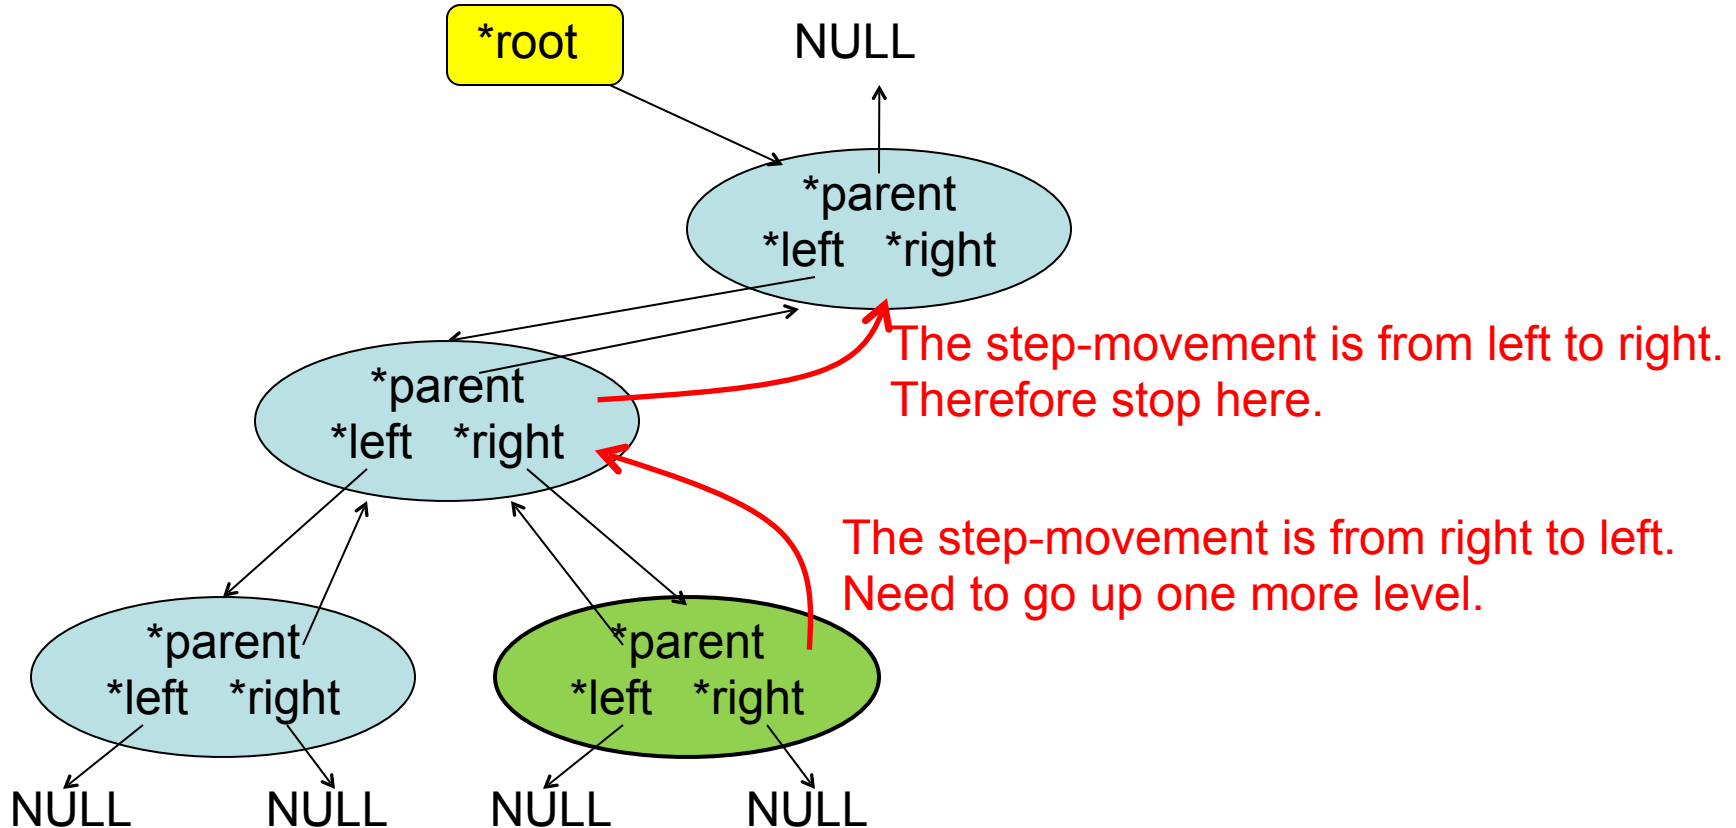 *root
NULL
*parent
*left *right
The step-movement is from left to right.
Therefore stop here.
*parent
*left *right
The step-movement is from right to left.
Need to go up one more level.
*parent
*left *right
*parent
*left *right
NULL
NULL
NULL
NULL